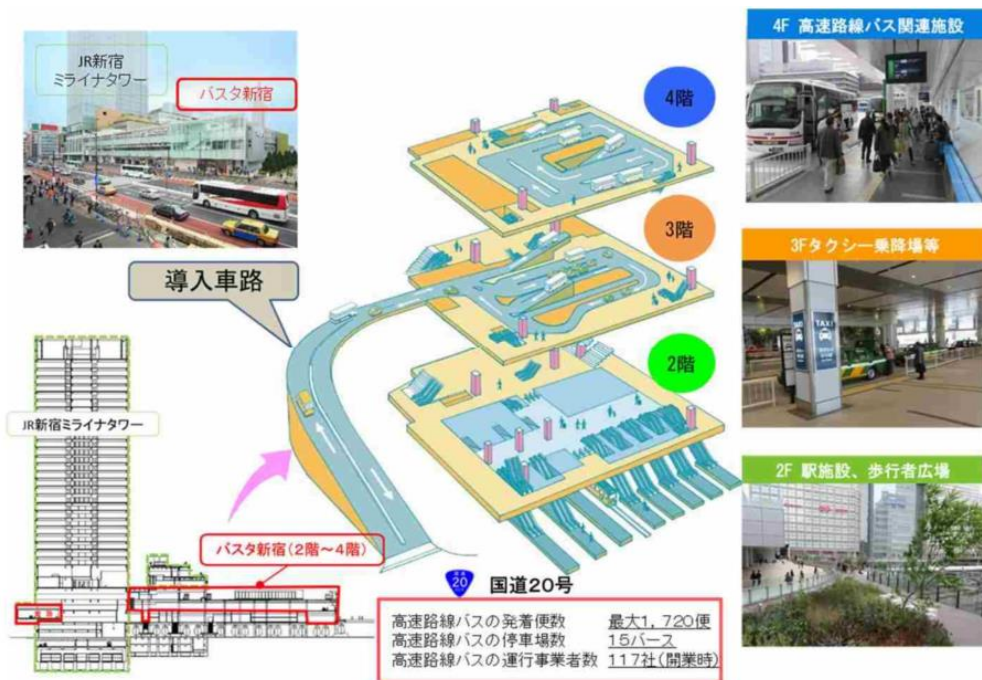 JR新宿
ミライナタワー
バスタ新宿
導入車路
4階
3階
2階
4F 高速路線バス関連施設
3Fタクシー乗降場等
TAXI
2F 駅施設、歩行者広場
JR新宿ミライナタワー
バスタ新宿(2階～4階)
20
国道20号
高速路線バスの発着便数 最大1,720便
高速路線バスの停車場数 15バース
高速路線バスの運行事業者数 117社(開業時)